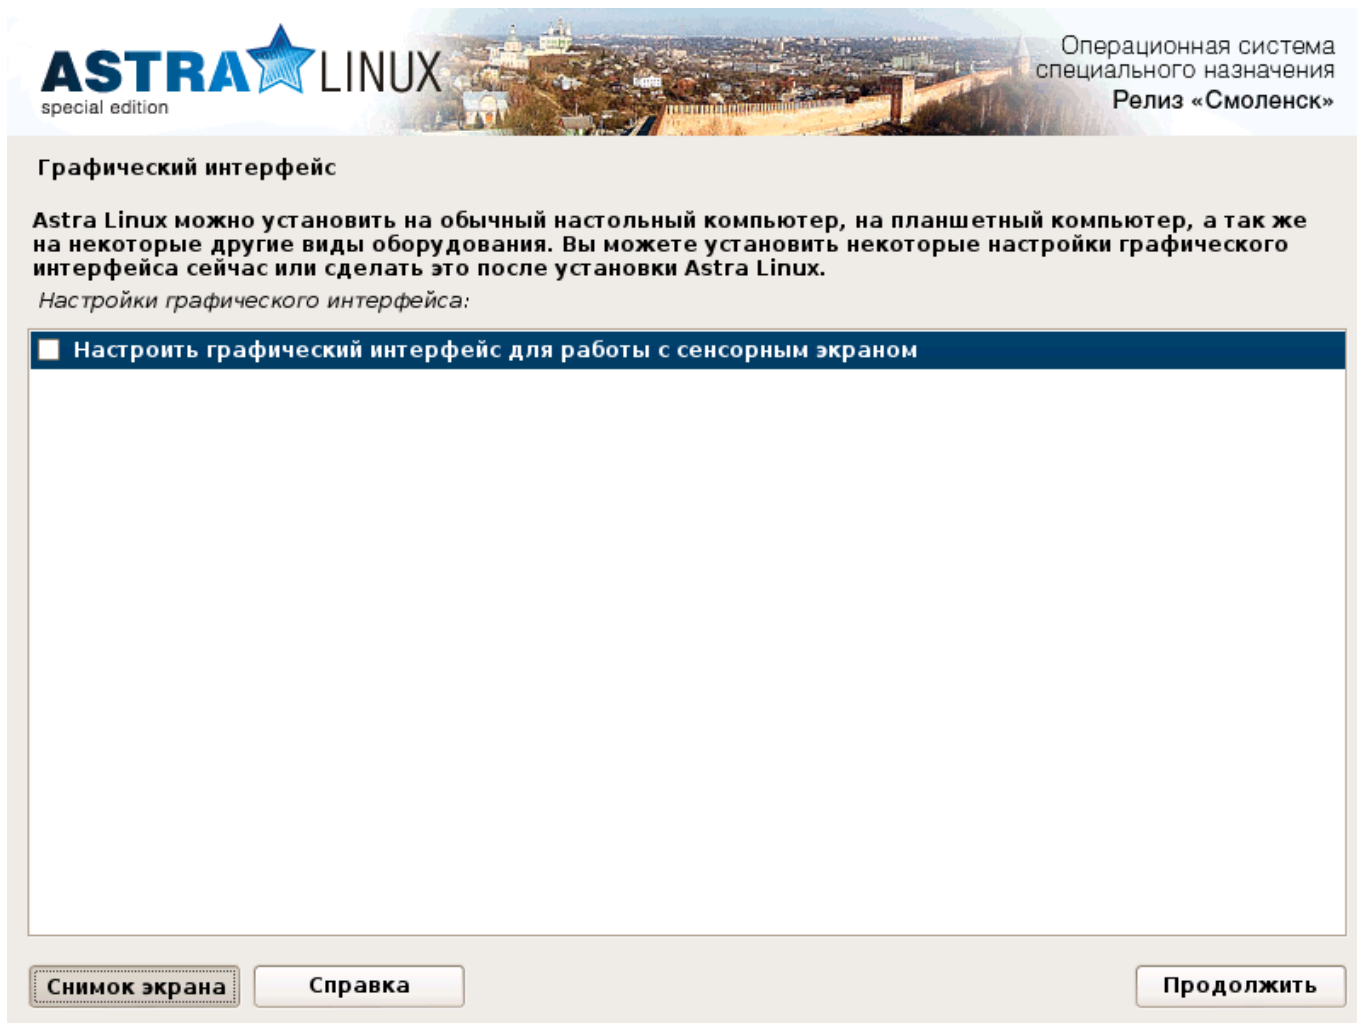 ASTRA LINUX
special edition
Операционная система
специального назначения
Релиз «Смоленск»
Графический интерфейс
Astra Linux можно установить на обычный настольный компьютер, на планшетный компьютер, а так же
на некоторые другие виды оборудования. Вы можете установить некоторые настройки графического
интерфейса сейчас или сделать это после установки Astra Linux.
Настройки графического интерфейса:
Настроить графический интерфейс для работы с сенсорным экраном
Снимок экрана
Справка
Продолжить